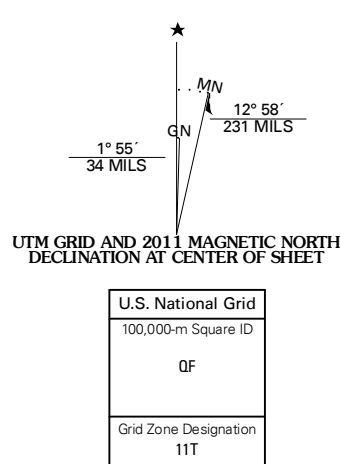 ★
MN
12° 58´
231 MILS
GN
1° 55´
34 MILS
UTM GRID AND 2011 MAGNETIC NORTH
DECLINATION AT CENTER OF SHEET
U.S. National Grid
100,000-m Square ID
QF
Grid Zone Designation
11T